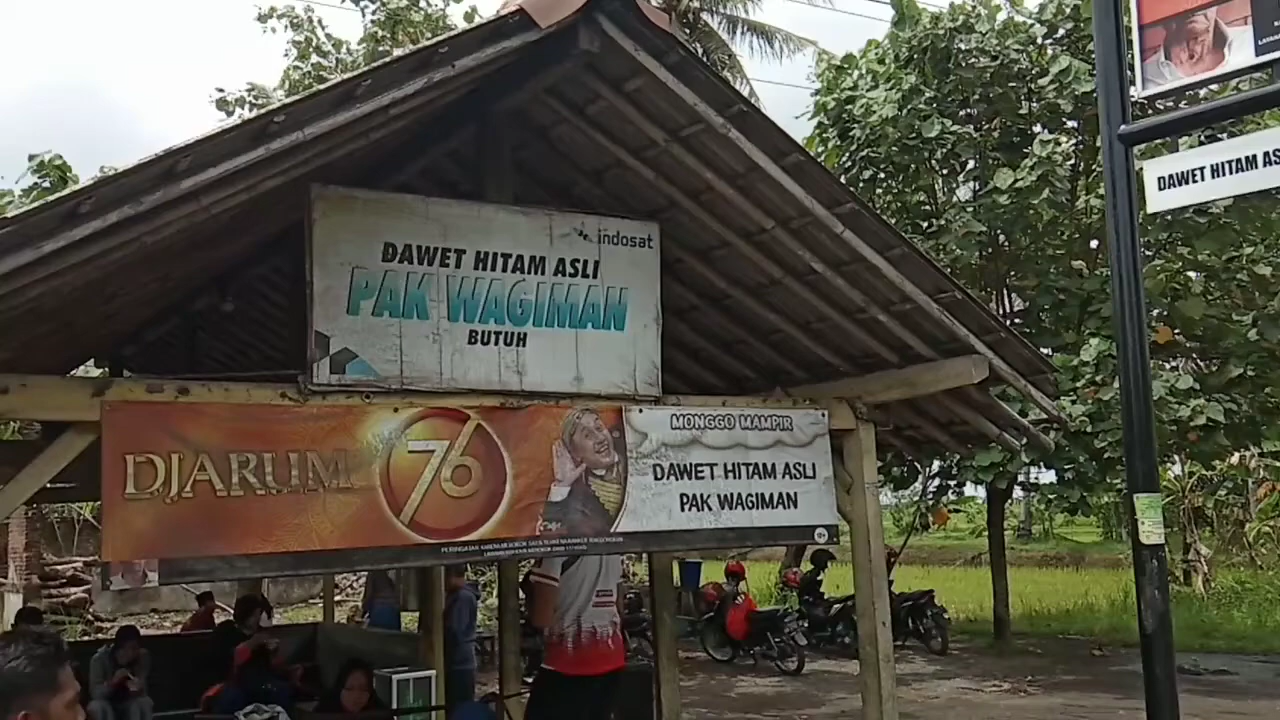 indosat
DAWET HITAM ASLI
PAK WAGIMAN
BUTUH
DJARUM 76
MONGGO MAMPIR
DAWET HITAM ASLI
PAK WAGIMAN
18+
DAWET HITAM AS